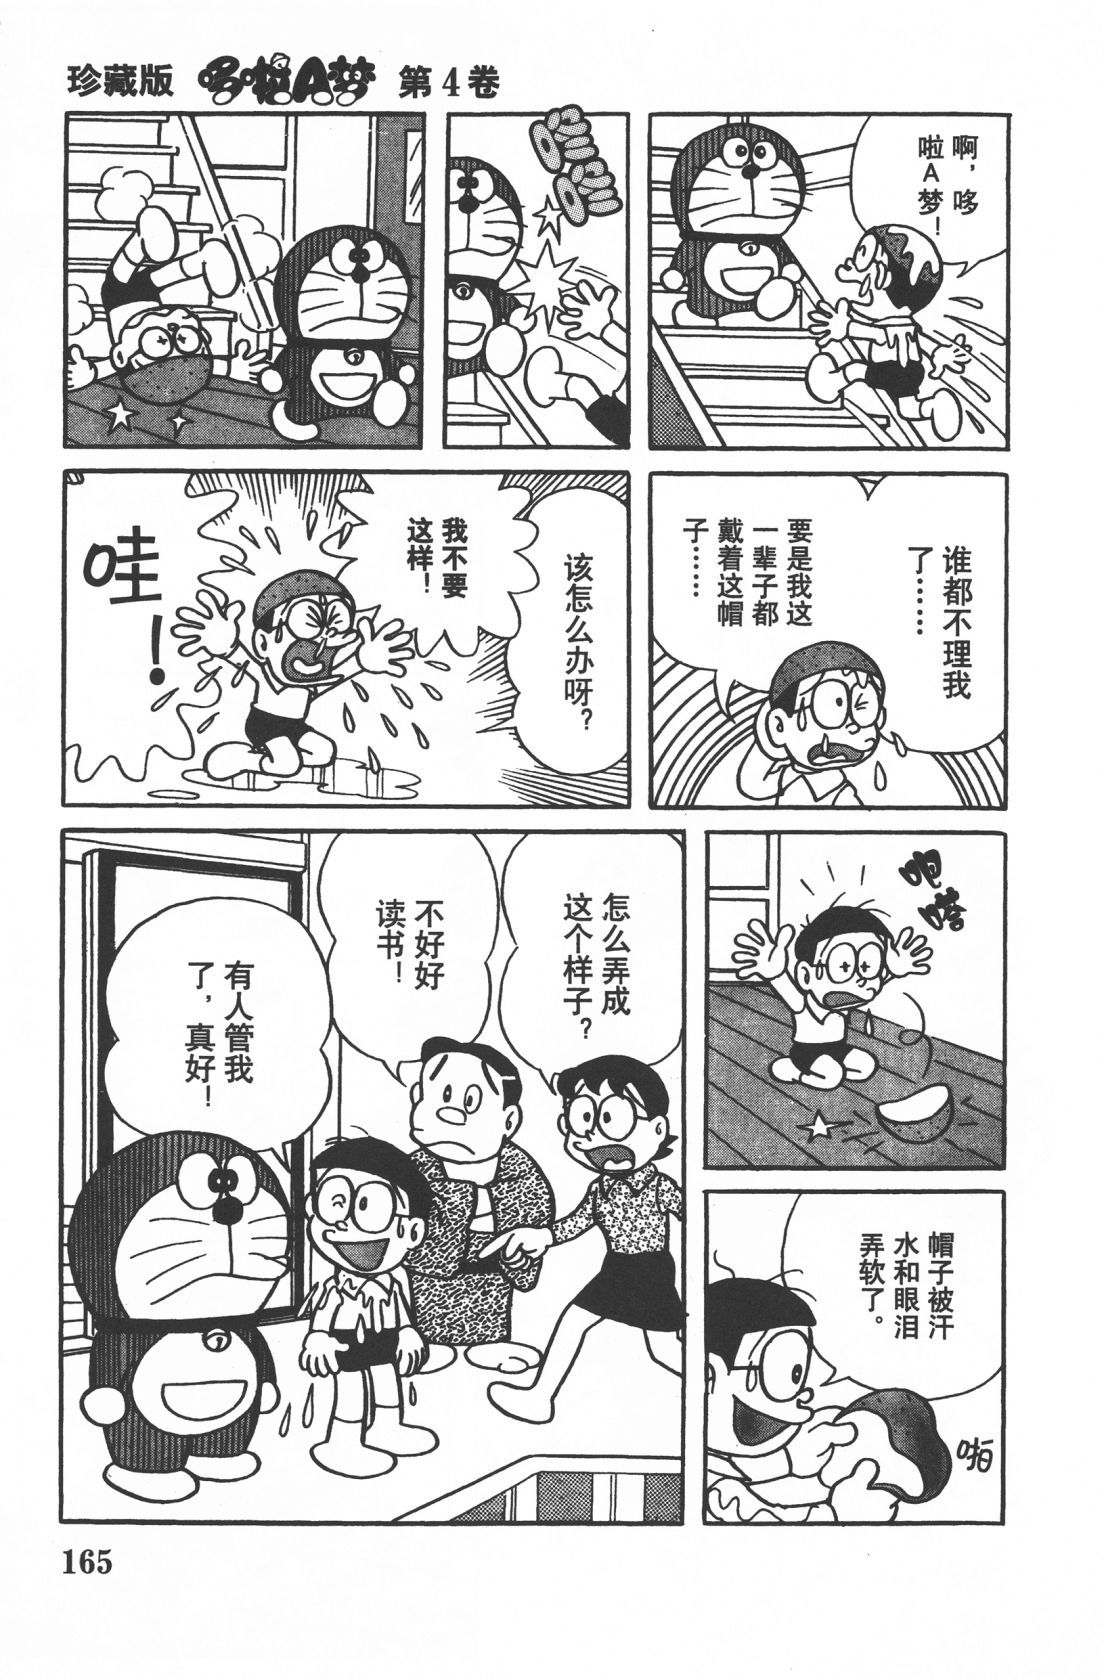 珍藏版 哆啦A梦 第4卷
啊，哆
啦A
梦！
谁都不理我
了……
要是我这
一辈子都
戴着这帽
子……
该怎么办呀？
我不要
这样！
哇！
吧嗒
帽子被汗
水和眼泪
弄软了。
啪
怎么弄成
这个样子？
不好好
读书！
有人管我
了，真好！
165